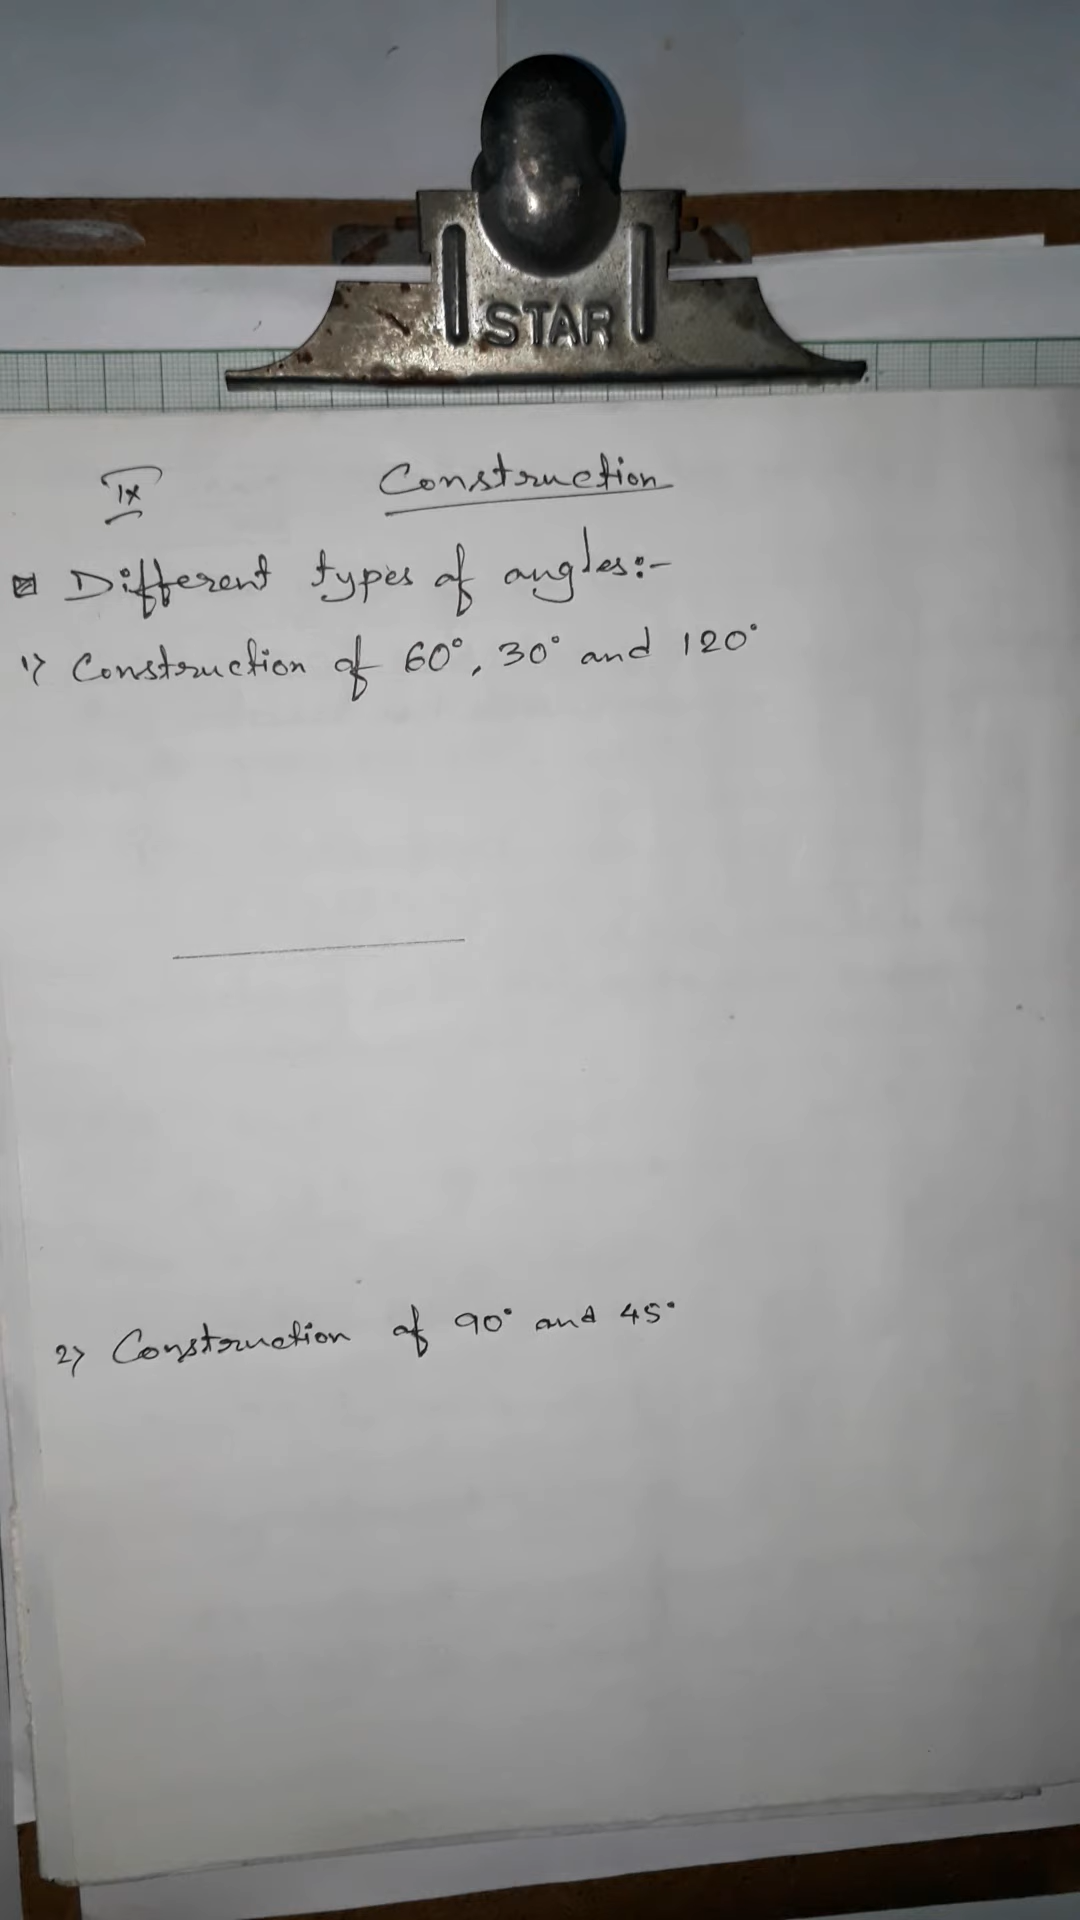 STAR
IX
Construction
Different types of angles:-
1) Construction of 60°, 30° and 120°
2) Construction of 90° and 45°